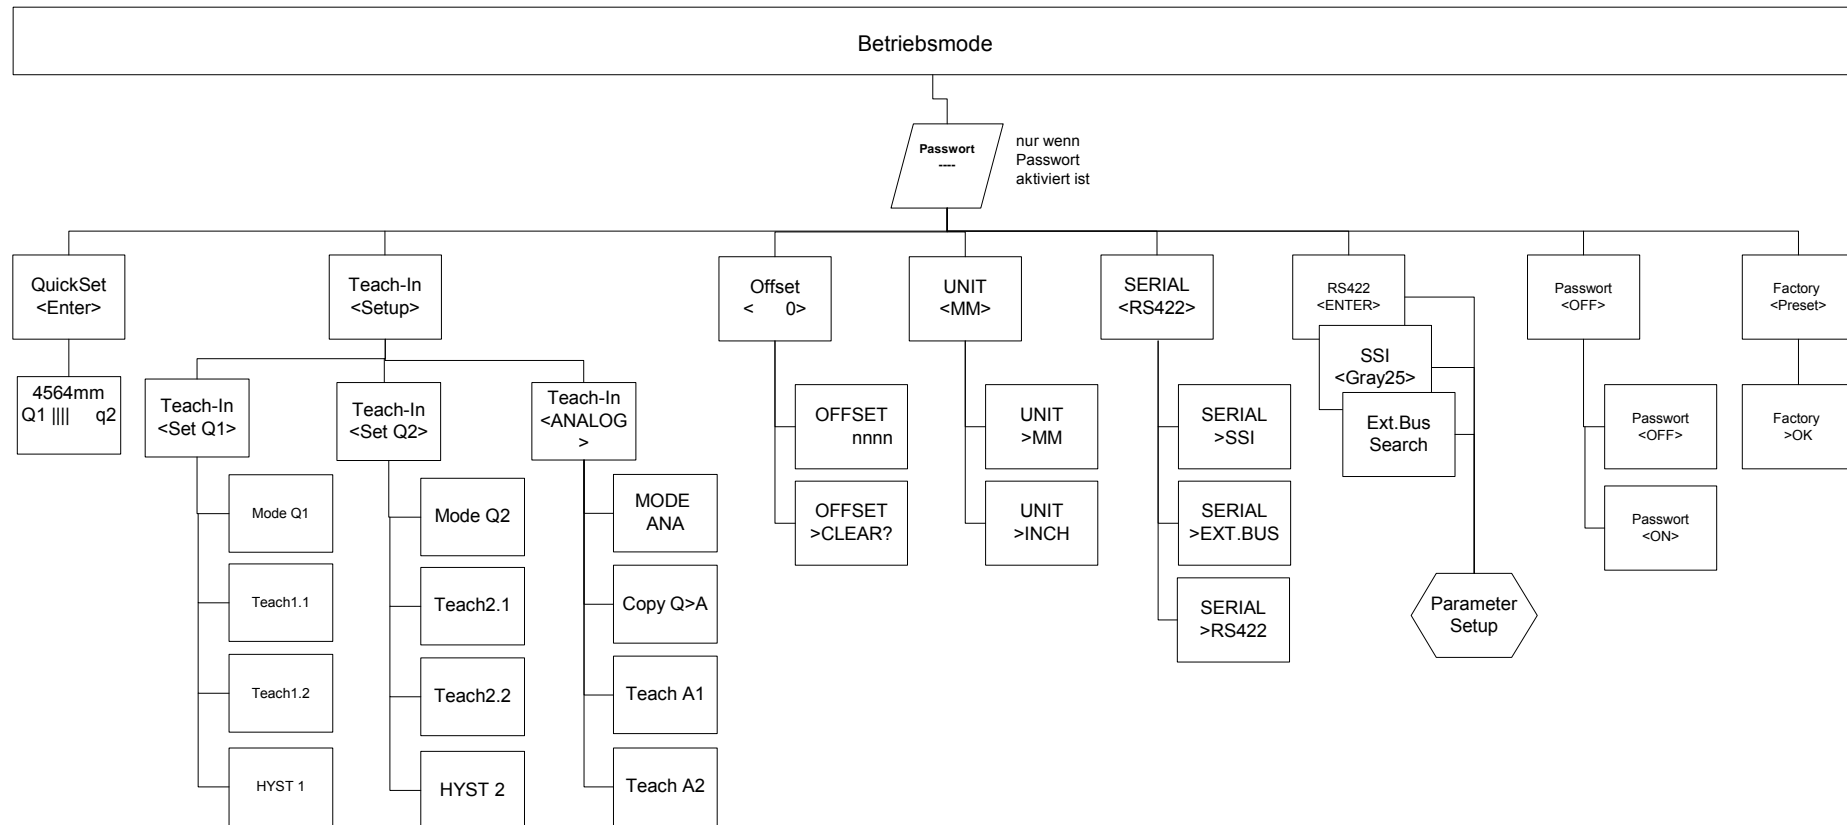 Betriebsmode
Passwort
----
nur wenn
Passwort
aktiviert ist
QuickSet
<Enter>
4564mm
Q1 |||| q2
Teach-In
<Setup>
Teach-In
<Set Q1>
Mode Q1
Teach1.1
Teach1.2
HYST 1
Teach-In
<Set Q2>
Mode Q2
Teach2.1
Teach2.2
HYST 2
Teach-In
<ANALOG
>
MODE
ANA
Copy Q>A
Teach A1
Teach A2
Offset
< 0>
OFFSET
nnnn
OFFSET
>CLEAR?
UNIT
<MM>
UNIT
>MM
UNIT
>INCH
SERIAL
<RS422>
SERIAL
>SSI
SERIAL
>EXT.BUS
SERIAL
>RS422
RS422
<ENTER>
SSI
<Gray25>
Ext.Bus
Search
Parameter
Setup
Passwort
<OFF>
Passwort
<OFF>
Passwort
<ON>
Factory
<Preset>
Factory
>OK